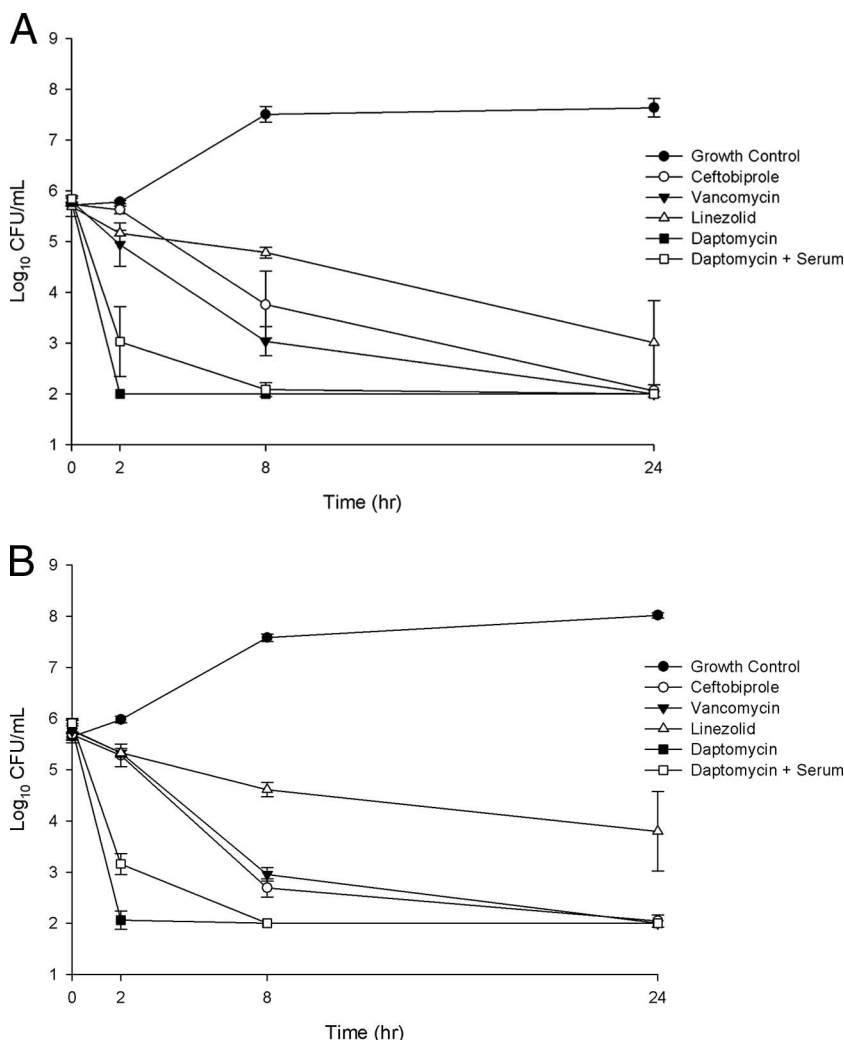 A
9
8
7
6
5
4
3
2
1
Log10 CFU/mL
0 2 8 24
Time (hr)
Growth Control
Ceftobiprole
Vancomycin
Linezolid
Daptomycin
Daptomycin + Serum
B
9
8
7
6
5
4
3
2
1
Log10 CFU/mL
0 2 8 24
Time (hr)
Growth Control
Ceftobiprole
Vancomycin
Linezolid
Daptomycin
Daptomycin + Serum